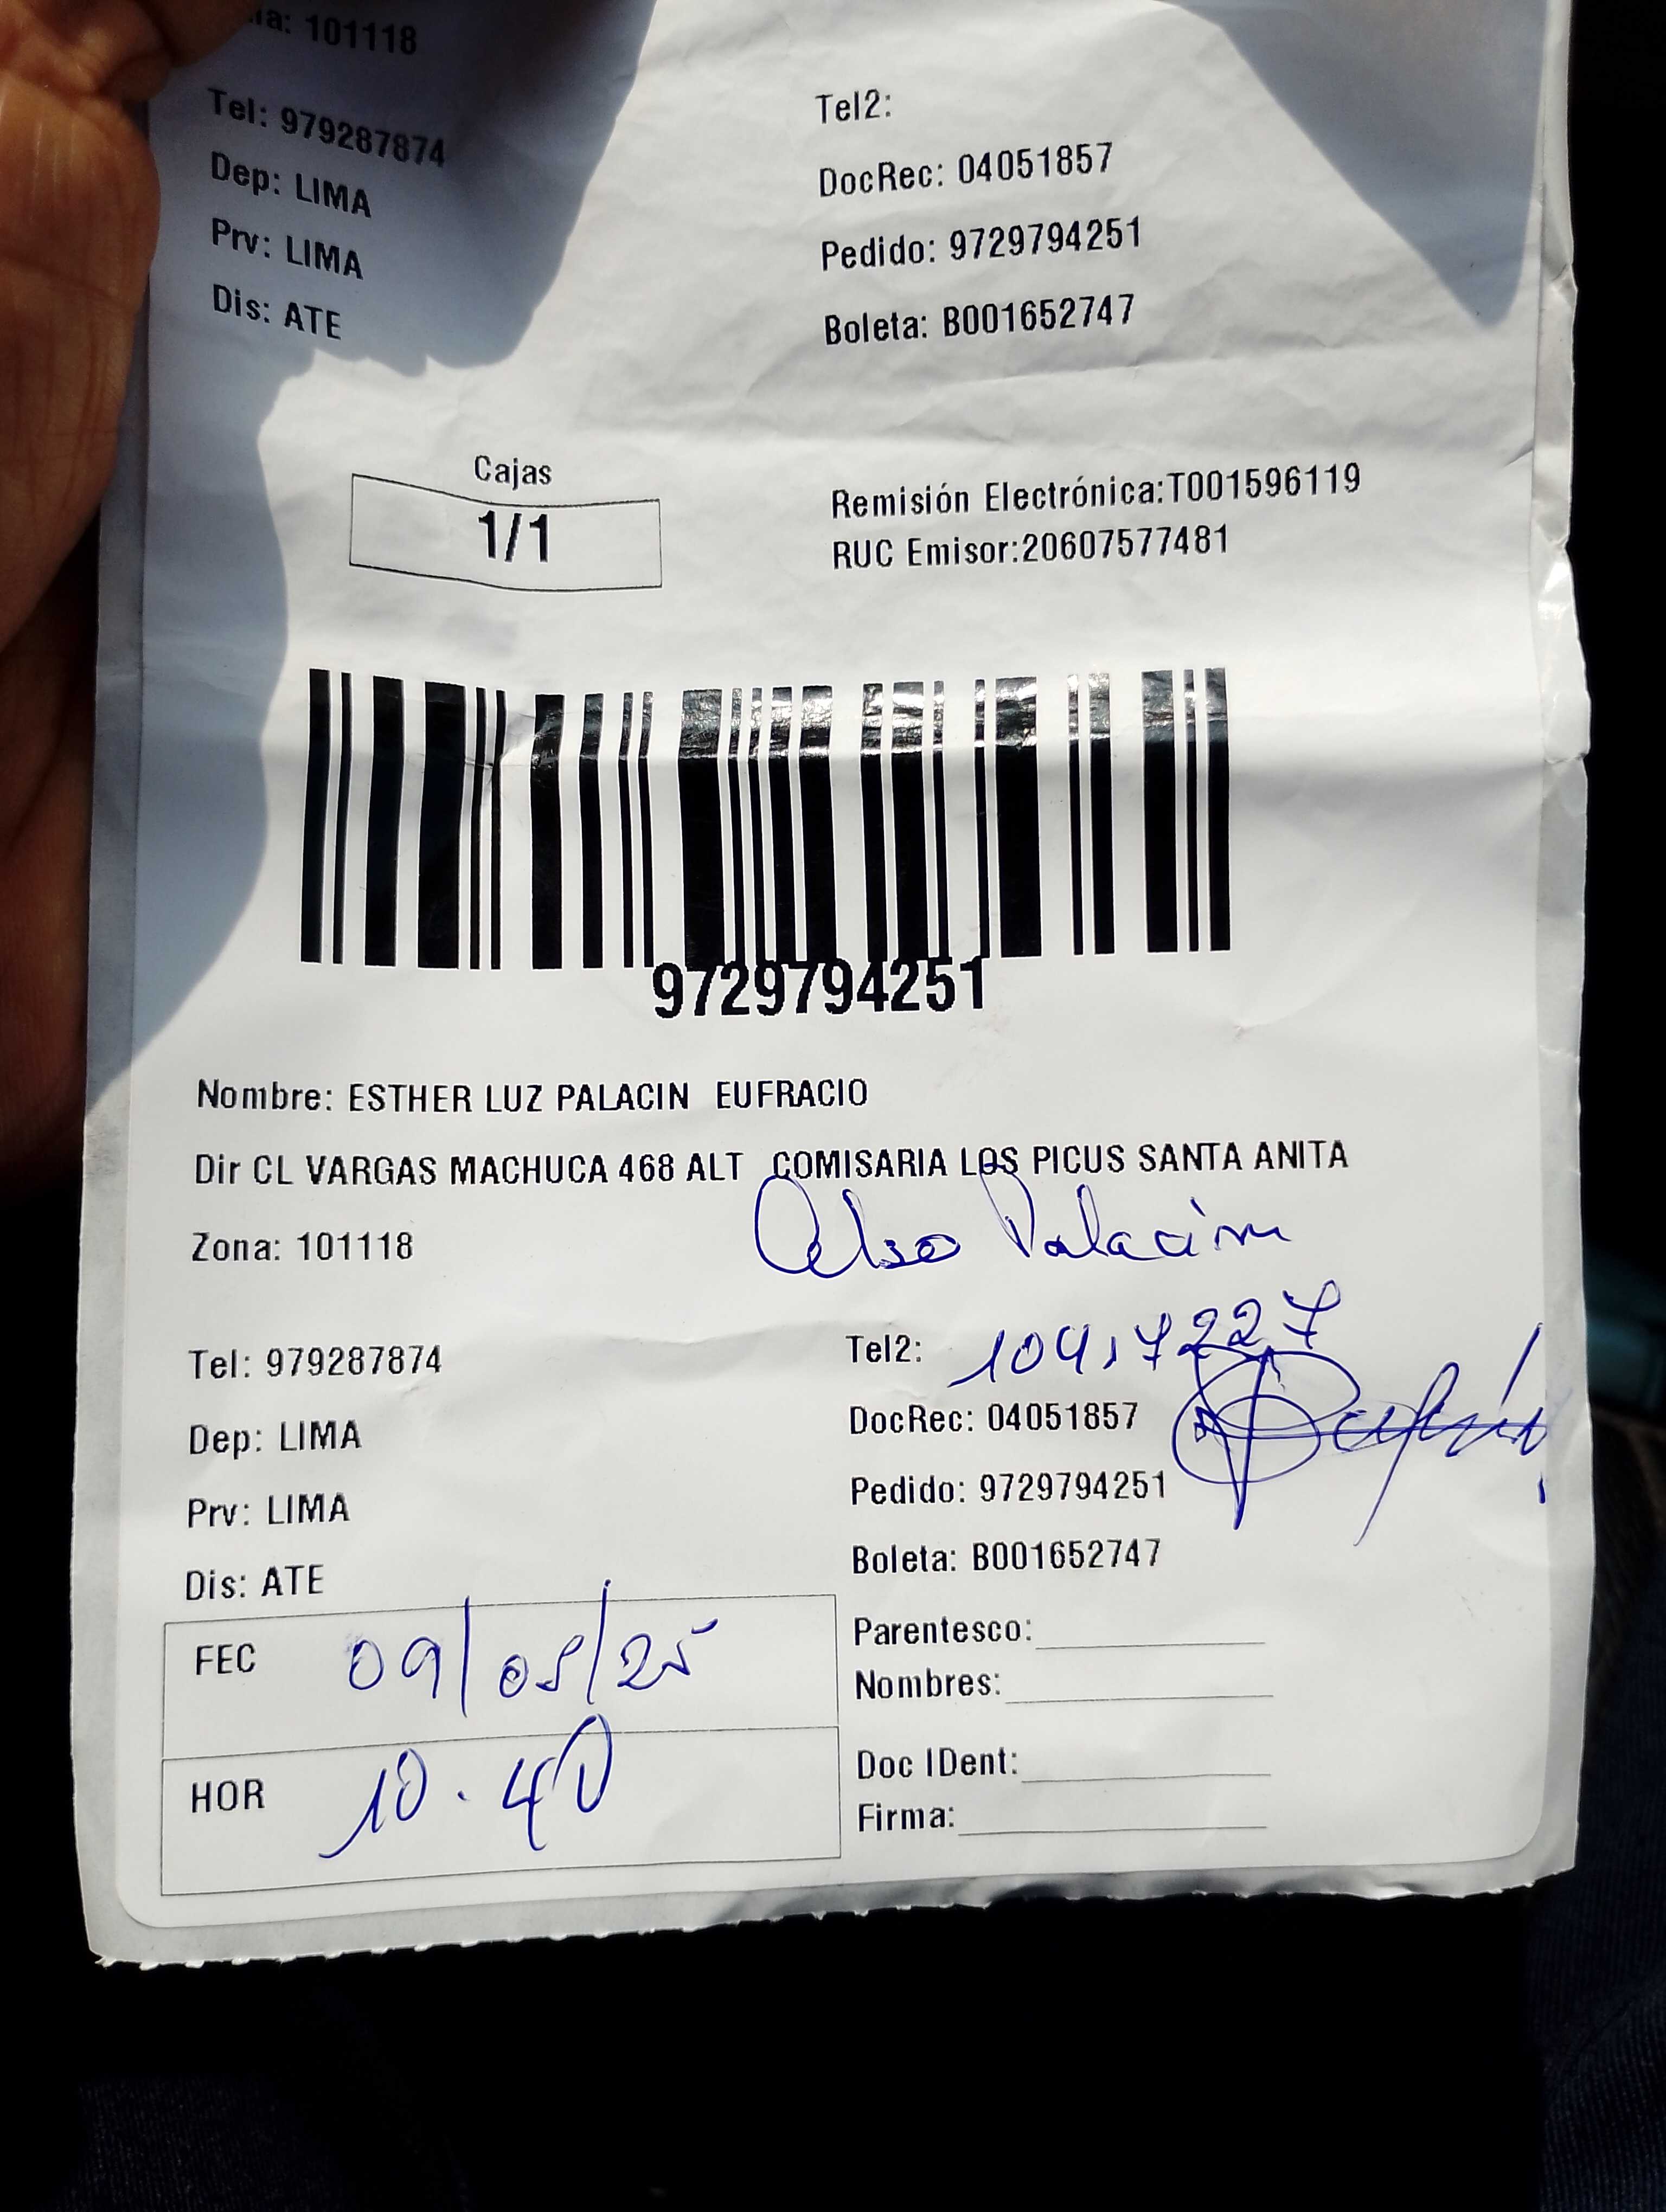 101118
Tel: 979287874
Tel2:
Dep: LIMA
DocRec: 04051857
Prv: LIMA
Pedido: 9729794251
Dis: ATE
Boleta: B001652747
Cajas
1/1
Remisión Electrónica:T001596119
RUC Emisor:20607577481
9729794251
Nombre: ESTHER LUZ PALACIN EUFRACIO
Dir CL VARGAS MACHUCA 468 ALT COMISARIA LOS PICUS SANTA ANITA
Celso Palacin
Zona: 101118
Tel: 979287874
Tel2:
Dep: LIMA
DocRec: 04051857
Prv: LIMA
Pedido: 9729794251
Dis: ATE
Boleta: B001652747
FEC 09/05/25
Parentesco:
Nombres:
HOR 10.40
Doc IDent:
Firma: